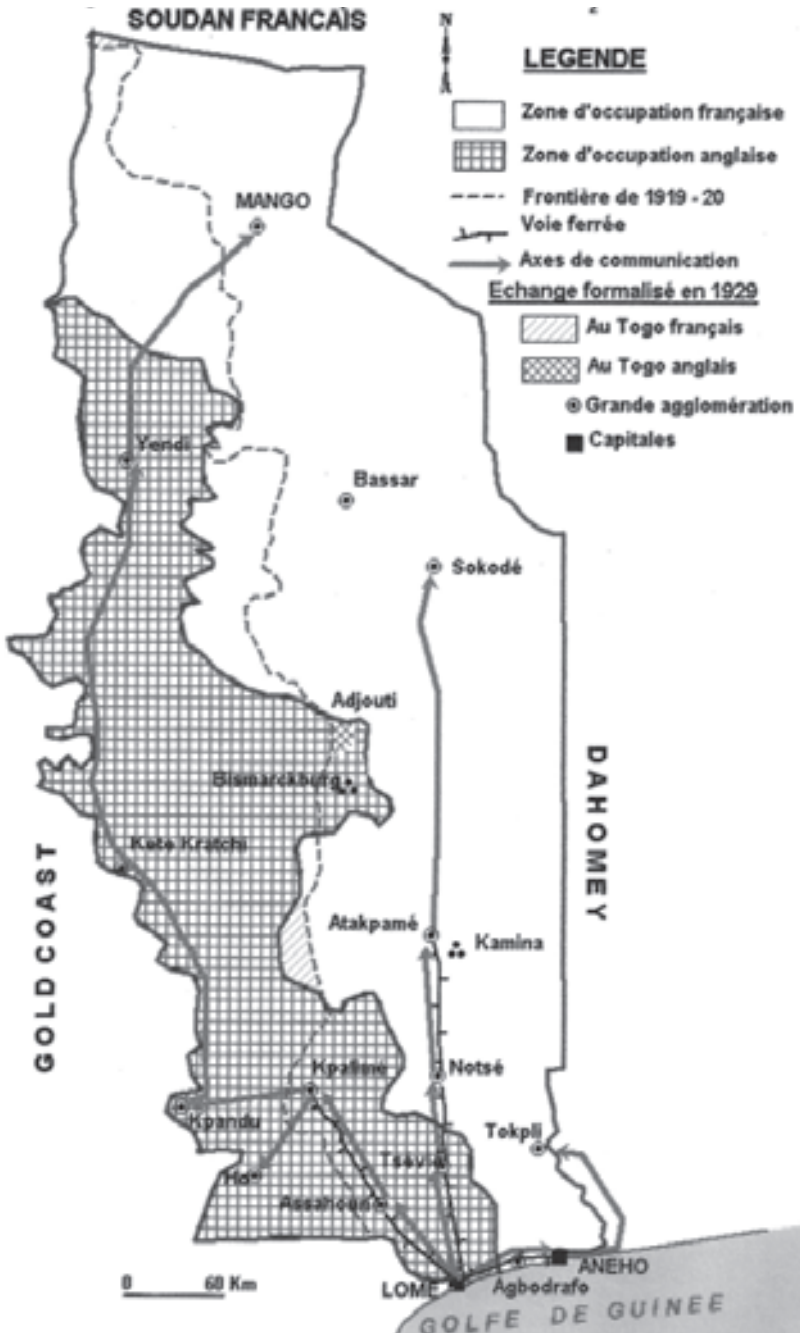 SOUDAN FRANCAIS
N
LEGENDE
Zone d'occupation française
Zone d'occupation anglaise
Frontière de 1919 - 20
Voie ferrée
Axes de communication
Echange formalisé en 1929
Au Togo français
Au Togo anglais
Grande agglomération
Capitales
MANGO
Yendi
Bassar
Sokodé
Adjouti
Bismarckburg
DAHOMEY
Kete Kratchi
GOLD COAST
Atakpamé
Kamina
Kpalimé
Notsé
Kpandu
Tokpli
Tsévié
Ho
Assahoun
ANEHO
LOME
Agbodrafo
0 60 Km
GOLFE DE GUINEE